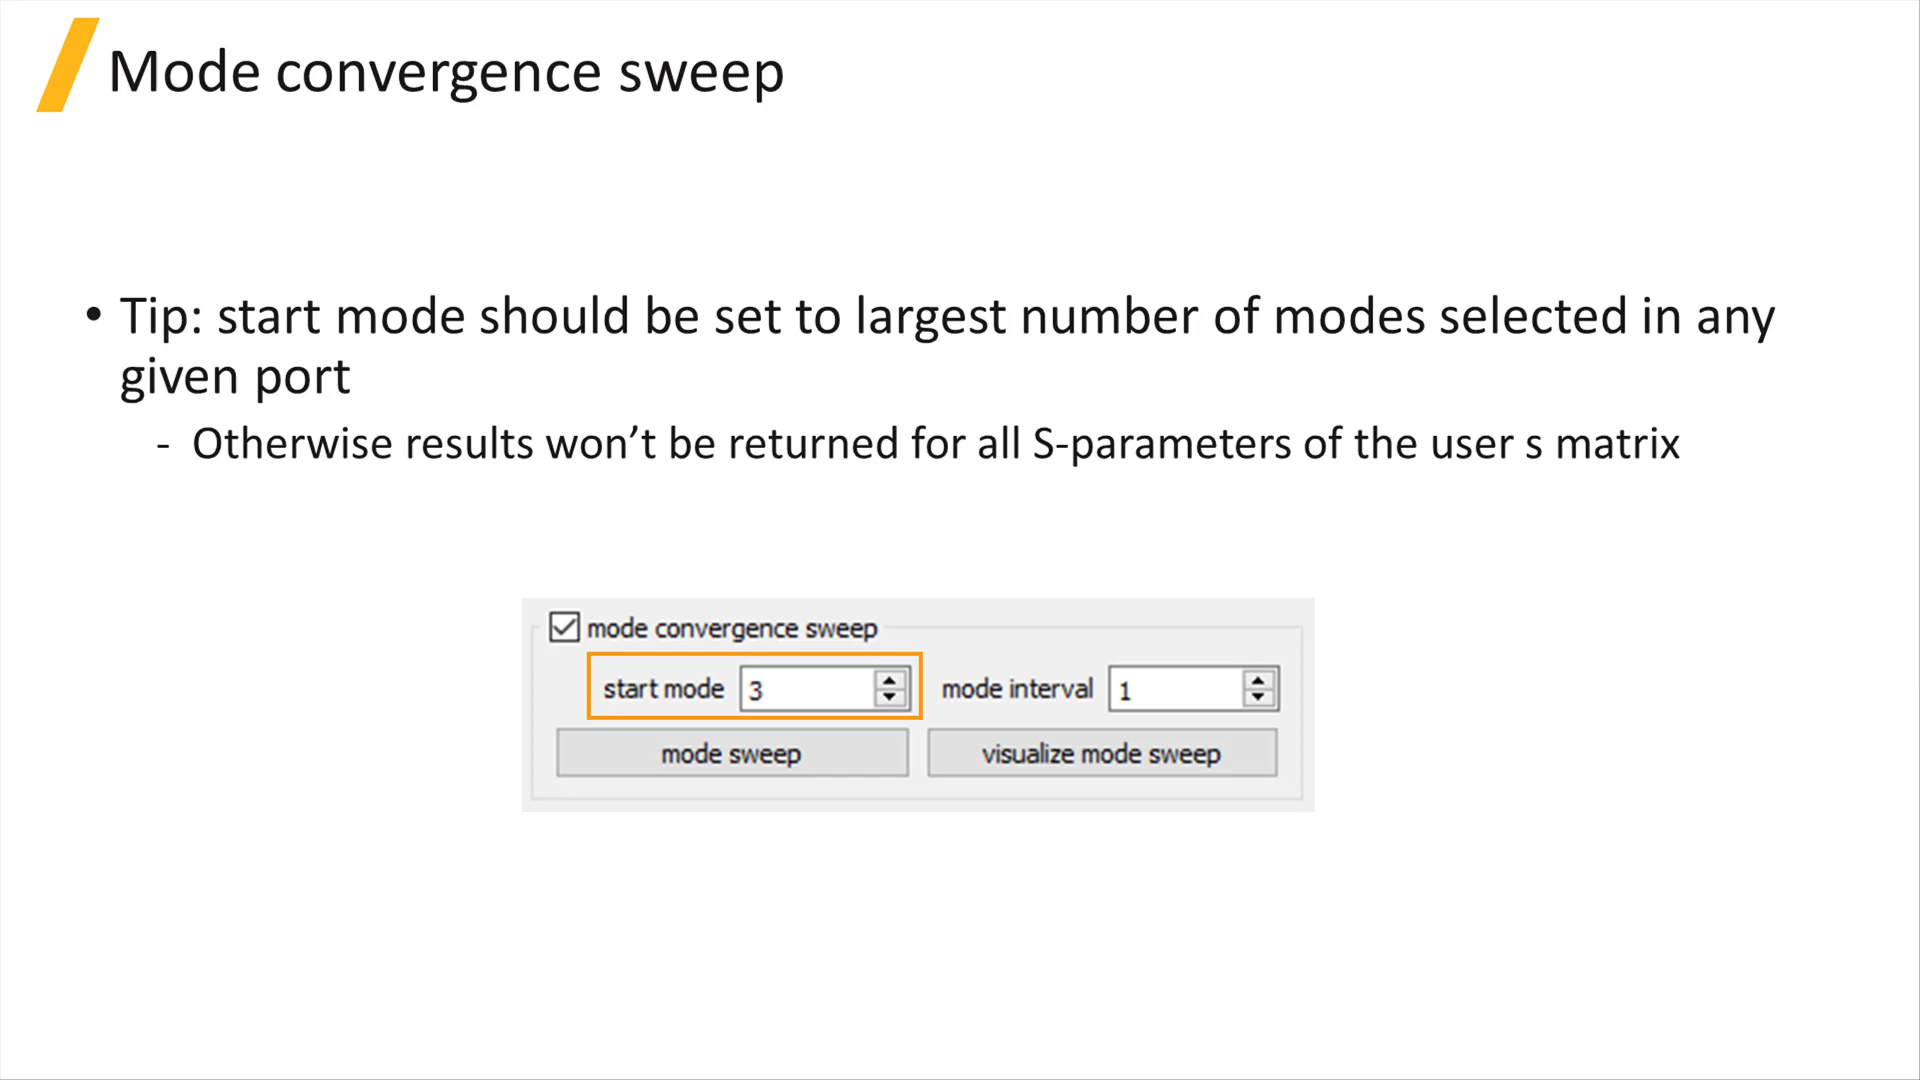 Mode convergence sweep
• Tip: start mode should be set to largest number of modes selected in any
given port
- Otherwise results won’t be returned for all S-parameters of the user s matrix
mode convergence sweep
start mode 3 mode interval 1
mode sweep visualize mode sweep